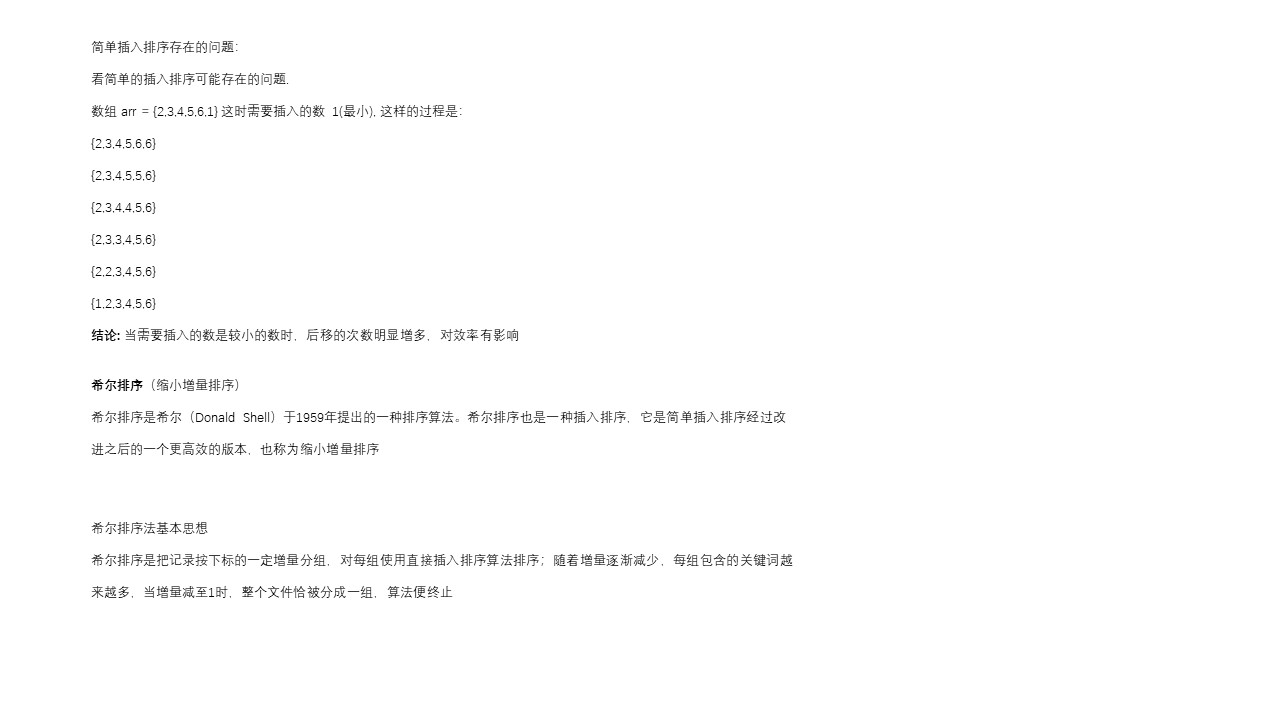 简单插入排序存在的问题:
看简单的插入排序可能存在的问题.
数组 arr = {2,3,4,5,6,1} 这时需要插入的数 1(最小), 这样的过程是:
{2,3,4,5,6,6}
{2,3,4,5,5,6}
{2,3,4,4,5,6}
{2,3,3,4,5,6}
{2,2,3,4,5,6}
{1,2,3,4,5,6}
结论: 当需要插入的数是较小的数时，后移的次数明显增多，对效率有影响
希尔排序（缩小增量排序）
希尔排序是希尔（Donald Shell）于1959年提出的一种排序算法。希尔排序也是一种插入排序，它是简单插入排序经过改
进之后的一个更高效的版本，也称为缩小增量排序
希尔排序法基本思想
希尔排序是把记录按下标的一定增量分组，对每组使用直接插入排序算法排序；随着增量逐渐减少，每组包含的关键词越
来越多，当增量减至1时，整个文件恰被分成一组，算法便终止